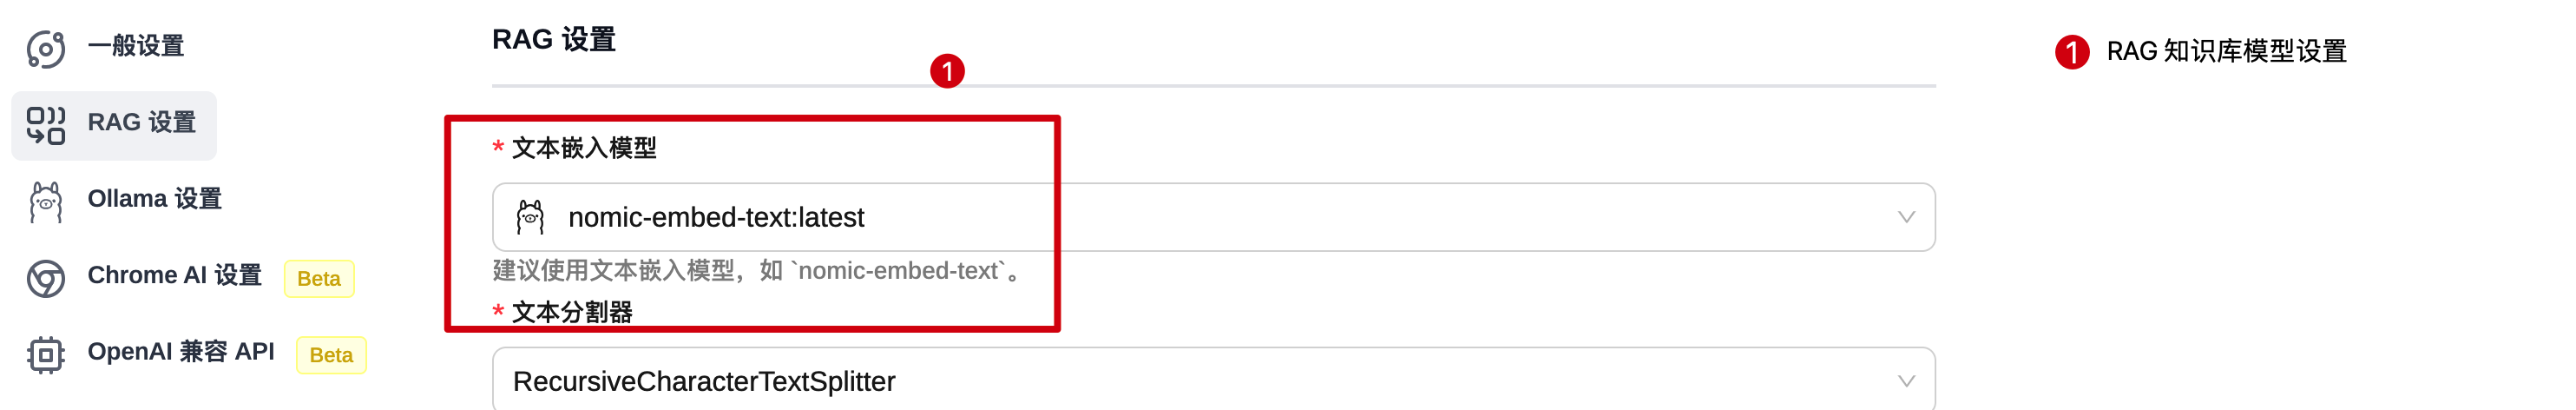 一般设置
RAG 设置
Ollama 设置
Chrome AI 设置 Beta
OpenAI 兼容 API Beta
RAG 设置
1
* 文本嵌入模型
nomic-embed-text:latest
建议使用文本嵌入模型，如 `nomic-embed-text`。
* 文本分割器
RecursiveCharacterTextSplitter
1 RAG 知识库模型设置